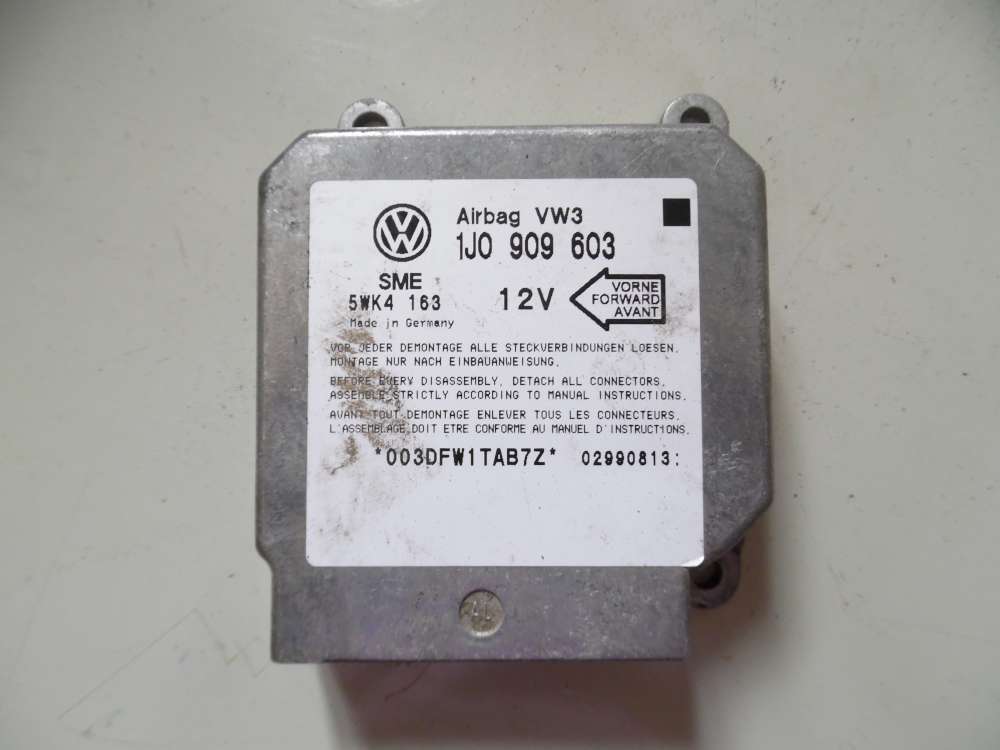 Airbag VW3
1J0 909 603
SME
5WK4 163
12V
VORNE
FORWARD
AVANT
Made in Germany
VOR JEDER DEMONTAGE ALLE STECKVERBINDUNGEN LOESEN.
MONTAGE NUR NACH EINBAUANWEISUNG.
BEFORE EVERY DISASSEMBLY, DETACH ALL CONNECTORS.
ASSEMBLE STRICTLY ACCORDING TO MANUAL INSTRUCTIONS.
AVANT TOUT DEMONTAGE ENLEVER TOUS LES CONNECTEURS.
L'ASSEMBLAGE DOIT ETRE CONFORME AU MANUEL D'INSTRUCTIONS.
*003DFW1TAB7Z* 02990813: